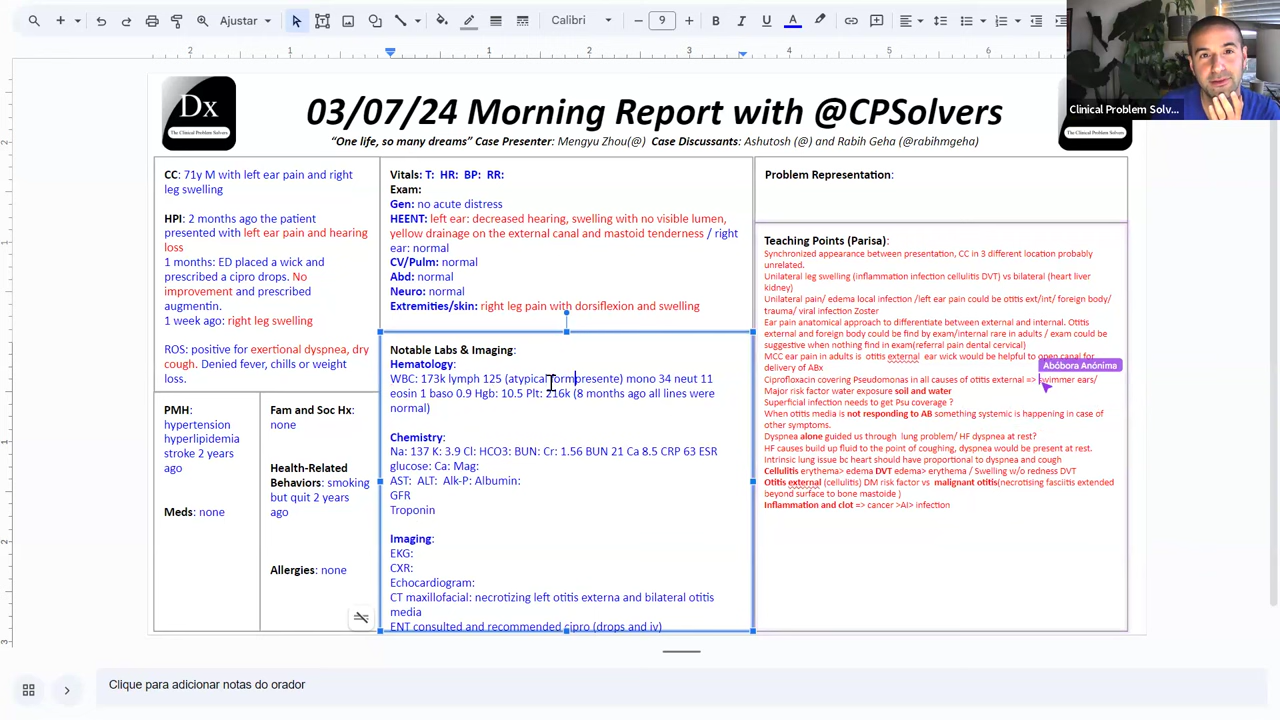 Ajustar
Calibri
9
2
1
1
2
3
4
5
6
Clinical Problem Solv...
Dx
The Clinical Problem Solvers
03/07/24 Morning Report with @CPSolvers
“One life, so many dreams” Case Presenter: Mengyu Zhou(@) Case Discussants: Ashutosh (@) and Rabih Geha (@rabihmgeha)
The Clinical Problem Solvers
CC: 71y M with left ear pain and right
leg swelling
HPI: 2 months ago the patient
presented with left ear pain and hearing
loss
1 months: ED placed a wick and
prescribed a cipro drops. No
improvement and prescribed
augmentin.
1 week ago: right leg swelling
ROS: positive for exertional dyspnea, dry
cough. Denied fever, chills or weight
loss.
PMH:
hypertension
hyperlipidemia
stroke 2 years
ago
Meds: none
Fam and Soc Hx:
none
Health-Related
Behaviors: smoking
but quit 2 years
ago
Allergies: none
Vitals: T: HR: BP: RR:
Exam:
Gen: no acute distress
HEENT: left ear: decreased hearing, swelling with no visible lumen,
yellow drainage on the external canal and mastoid tenderness / right
ear: normal
CV/Pulm: normal
Abd: normal
Neuro: normal
Extremities/skin: right leg pain with dorsiflexion and swelling
Notable Labs & Imaging:
Hematology:
WBC: 173k lymph 125 (atypical formpresente) mono 34 neut 11
eosin 1 baso 0.9 Hgb: 10.5 Plt: 216k (8 months ago all lines were
normal)
Chemistry:
Na: 137 K: 3.9 Cl: HCO3: BUN: Cr: 1.56 BUN 21 Ca 8.5 CRP 63 ESR
glucose: Ca: Mag:
AST: ALT: Alk-P: Albumin:
GFR
Troponin
Imaging:
EKG:
CXR:
Echocardiogram:
CT maxillofacial: necrotizing left otitis externa and bilateral otitis
media
ENT consulted and recommended cipro (drops and iv)
Problem Representation:
Teaching Points (Parisa):
Synchronized appearance between presentation, CC in 3 different location probably
unrelated.
Unilateral leg swelling (inflammation infection cellulitis DVT) vs bilateral (heart liver
kidney)
Unilateral pain/ edema local infection /left ear pain could be otitis ext/int/ foreign body/
trauma/ viral infection Zoster
Ear pain anatomical approach to differentiate between external and internal. Otitis
external and foreign body could be find by exam/internal rare in adults / exam could be
suggestive when nothing find in exam(referral pain dental cervical)
MCC ear pain in adults is otitis external ear wick would be helpful to open canal for
delivery of ABx
Abóbora Anónima
Ciprofloxacin covering Pseudomonas in all causes of otitis external => swimmer ears/
Major risk factor water exposure soil and water
Superficial infection needs to get Psu coverage ?
When otitis media is not responding to AB something systemic is happening in case of
other symptoms.
Dyspnea alone guided us through lung problem/ HF dyspnea at rest?
HF causes build up fluid to the point of coughing, dyspnea would be present at rest.
Intrinsic lung issue bc heart should have proportional to dyspnea and cough
Cellulitis erythema> edema DVT edema> erythema / Swelling w/o redness DVT
Otitis external (cellulitis) DM risk factor vs malignant otitis(necrotising fasciitis extended
beyond surface to bone mastoide )
Inflammation and clot => cancer >AI> infection
2
1
1
2
3
Clique para adicionar notas do orador